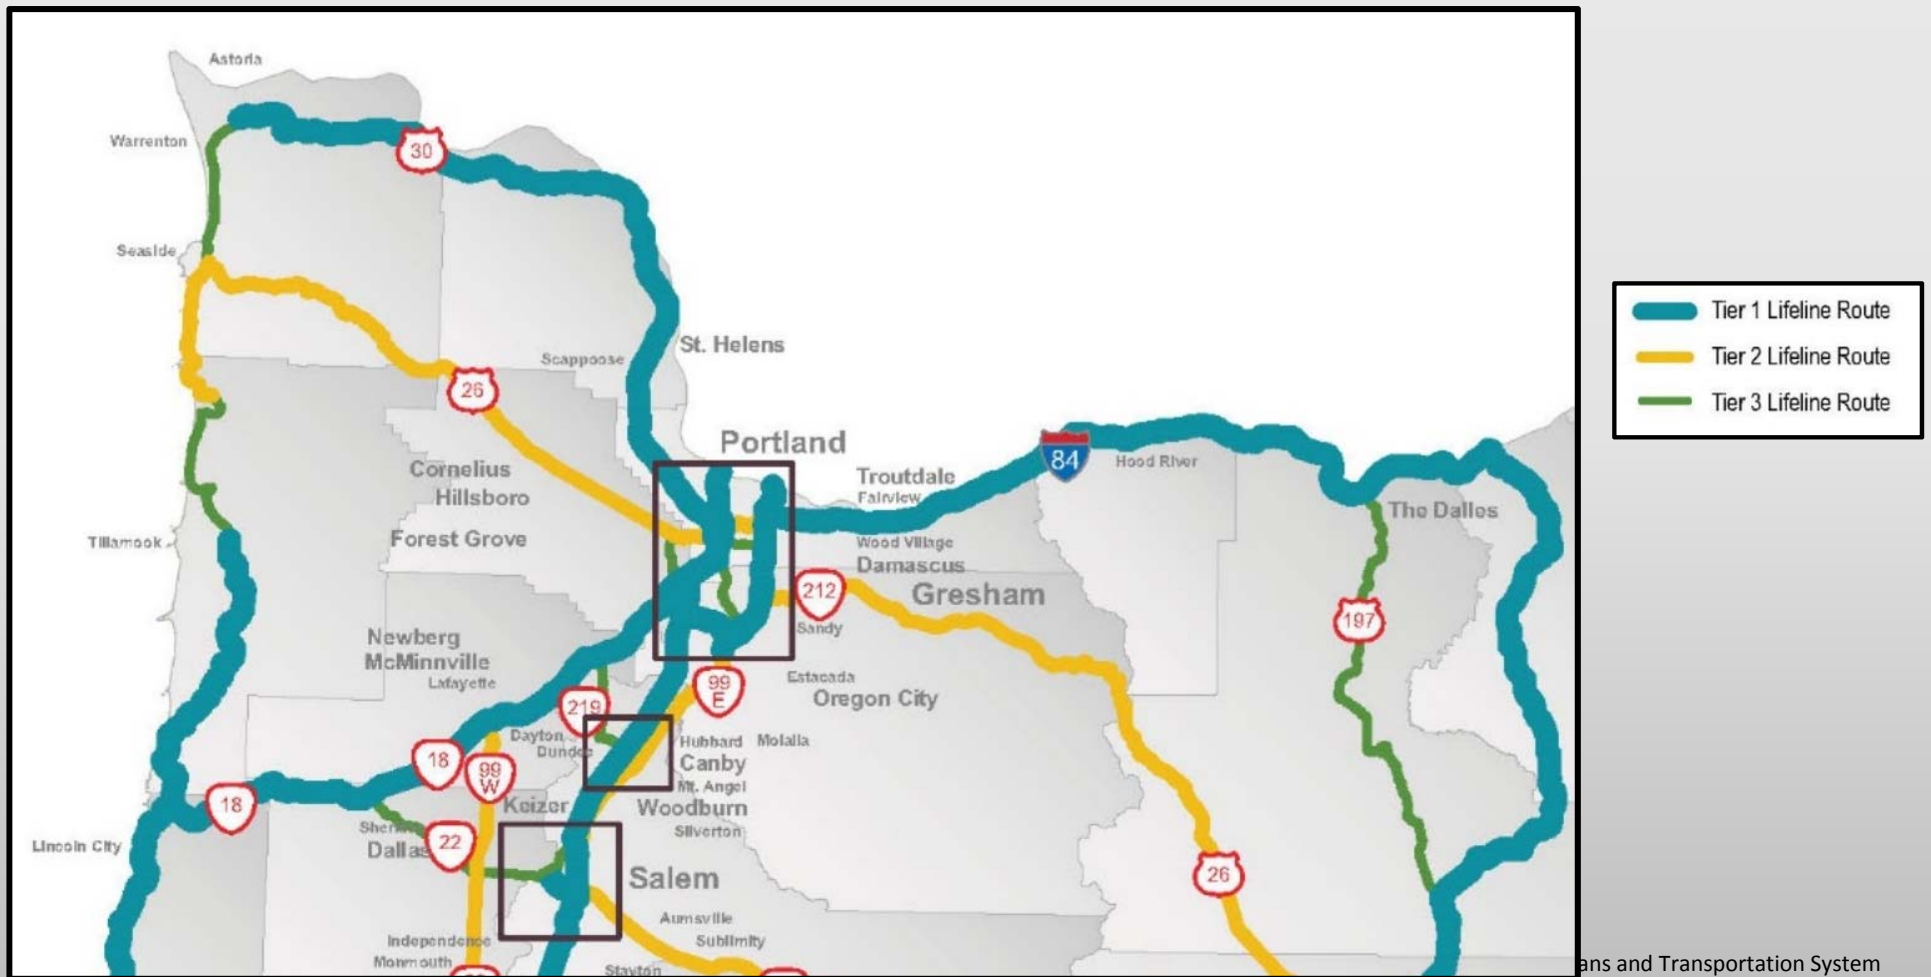 Astoria
Warrenton
30
Seaside
St. Helens
Scappoose
26
Portland
Cornelius
Hillsboro
Forest Grove
Tillamook
Troutdale
Fairview
84
Hood River
The Dalles
Wood Village
Damascus
212
Gresham
Sandy
197
Newberg
McMinnville
Lafayette
219
99
E
Estacada
Oregon City
Dayton
Dundee
Hubbard Molalla
Canby
Mt. Angel
18
99
W
18
Keizer
Woodburn
Silverton
Lincoln City
22
Dallas
Salem
26
Aumsville
Sublimity
Independence
Monmouth
Stayton
Tier 1 Lifeline Route
Tier 2 Lifeline Route
Tier 3 Lifeline Route
ans and Transportation System